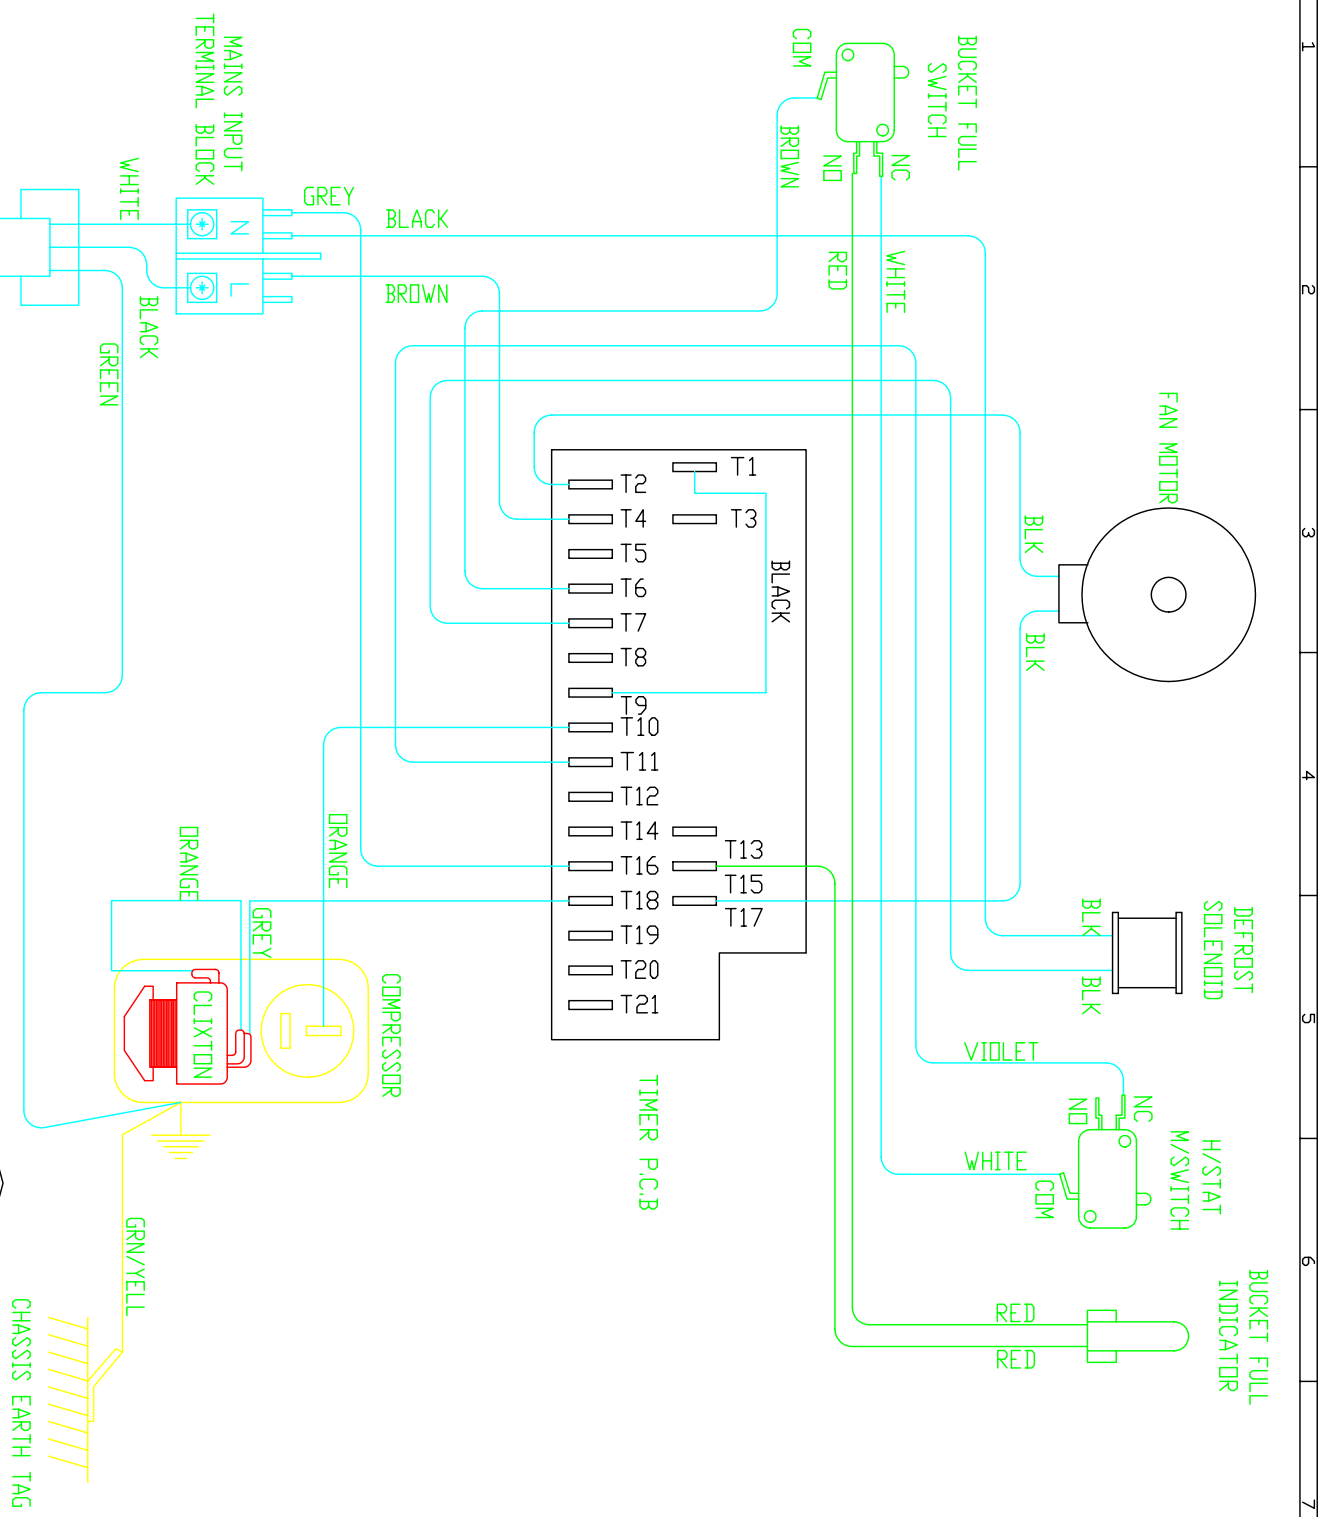 1
2
3
4
5
6
7
BUCKET FULL
SWITCH
COM
NO
NC
BROWN
RED
WHITE
MAINS INPUT
TERMINAL BLOCK
WHITE
N
L
GREY
BLACK
BROWN
BLACK
GREEN
FAN MOTOR
BLK
BLK
T1
T2
T3
T4
T5
T6
T7
T8
T9
T10
T11
T12
T13
T14
T15
T16
T17
T18
T19
T20
T21
BLACK
TIMER P.C.B
DEFROST
SOLENOID
BLK
BLK
ORANGE
ORANGE
GREY
CLIXTON
COMPRESSOR
VIOLET
NC
NO
H/STAT
M/SWITCH
WHITE
COM
BUCKET FULL
INDICATOR
RED
RED
GRN/YELL
CHASSIS EARTH TAG